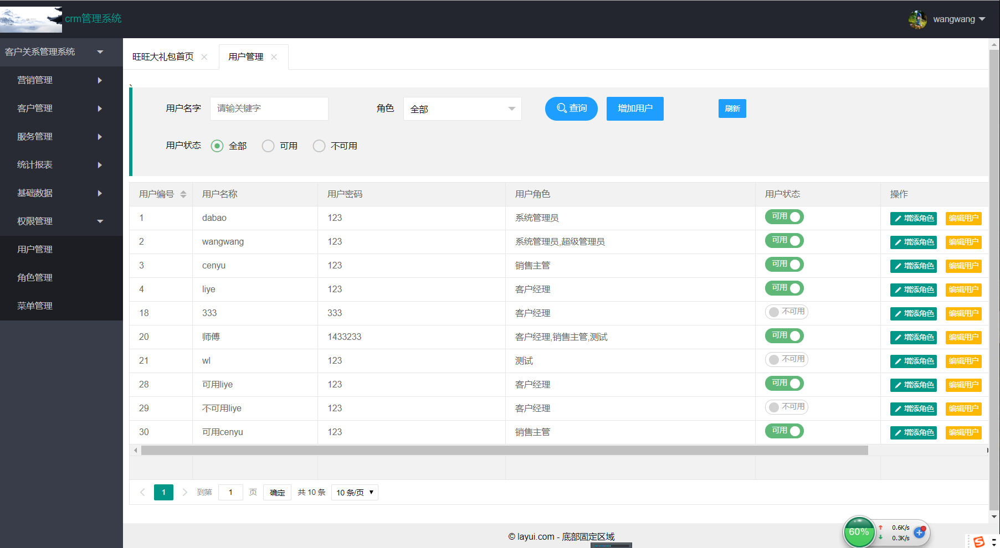 crm管理系统
wangwang
客户关系管理系统
营销管理
客户管理
服务管理
统计报表
基础数据
权限管理
用户管理
角色管理
菜单管理
旺旺大礼包首页 用户管理
、
用户名字 请输关键字 角色 全部 查询 增加用户 刷新
用户状态 全部 可用 不可用
用户编号 用户名称 用户密码 用户角色 用户状态 操作
1 dabao 123 系统管理员 可用 增添角色 编辑用户
2 wangwang 123 系统管理员,超级管理员 可用 增添角色 编辑用户
3 cenyu 123 销售主管 可用 增添角色 编辑用户
4 liye 123 客户经理 可用 增添角色 编辑用户
18 333 333 客户经理 不可用 增添角色 编辑用户
20 师傅 1433233 客户经理,销售主管,测试 可用 增添角色 编辑用户
21 wl 123 测试 不可用 增添角色 编辑用户
28 可用liye 123 客户经理 可用 增添角色 编辑用户
29 不可用liye 123 客户经理 不可用 增添角色 编辑用户
30 可用cenyu 123 销售主管 可用 增添角色 编辑用户
1 到第 1 页 确定 共 10 条 10 条/页
© layui.com - 底部固定区域
60% 0.6K/s
0.3K/s